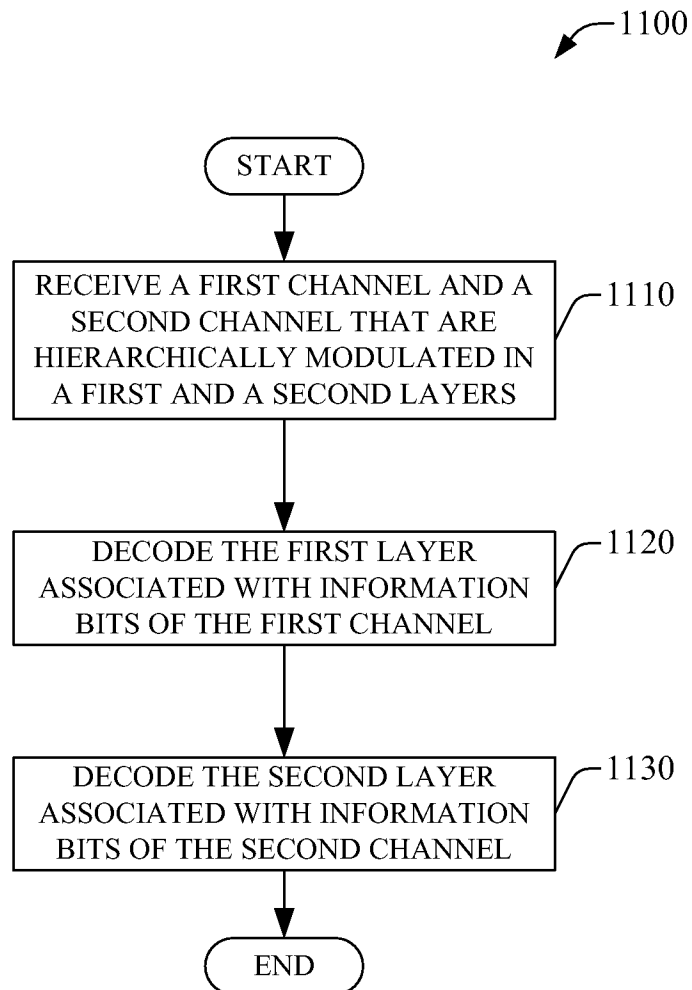 1100
START
RECEIVE A FIRST CHANNEL AND A
SECOND CHANNEL THAT ARE
HIERARCHICALLY MODULATED IN
A FIRST AND A SECOND LAYERS
1110
DECODE THE FIRST LAYER
ASSOCIATED WITH INFORMATION
BITS OF THE FIRST CHANNEL
1120
DECODE THE SECOND LAYER
ASSOCIATED WITH INFORMATION
BITS OF THE SECOND CHANNEL
1130
END